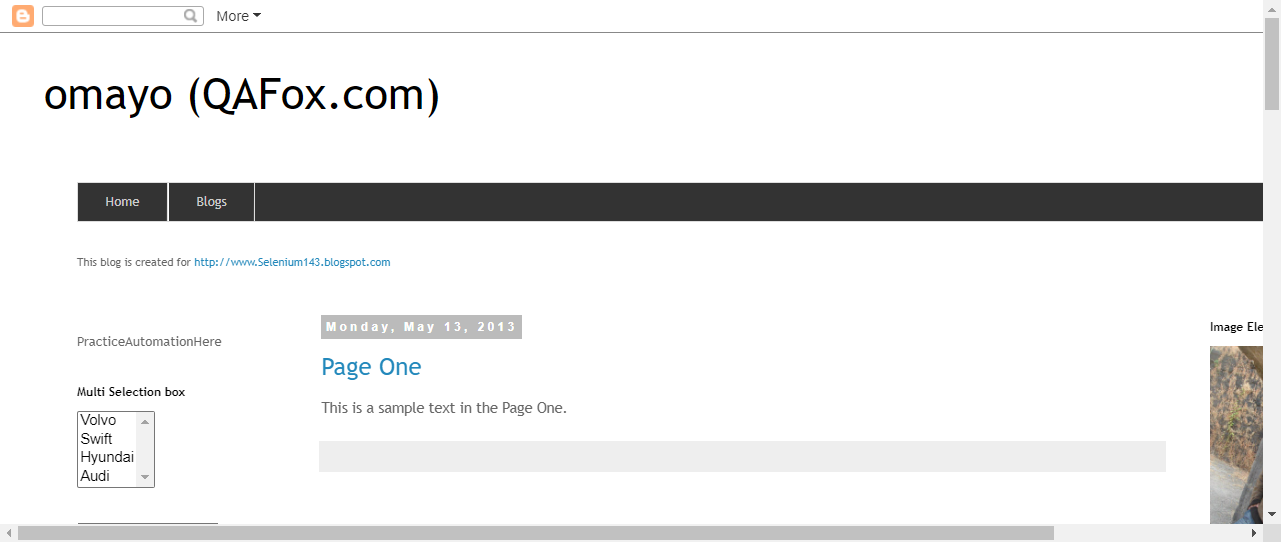 More
omayo (QAFox.com)
Home Blogs
This blog is created for http://www.Selenium143.blogspot.com
PracticeAutomationHere
Multi Selection box
Volvo
Swift
Hyundai
Audi
Monday, May 13, 2013
Page One
This is a sample text in the Page One.
Image Ele